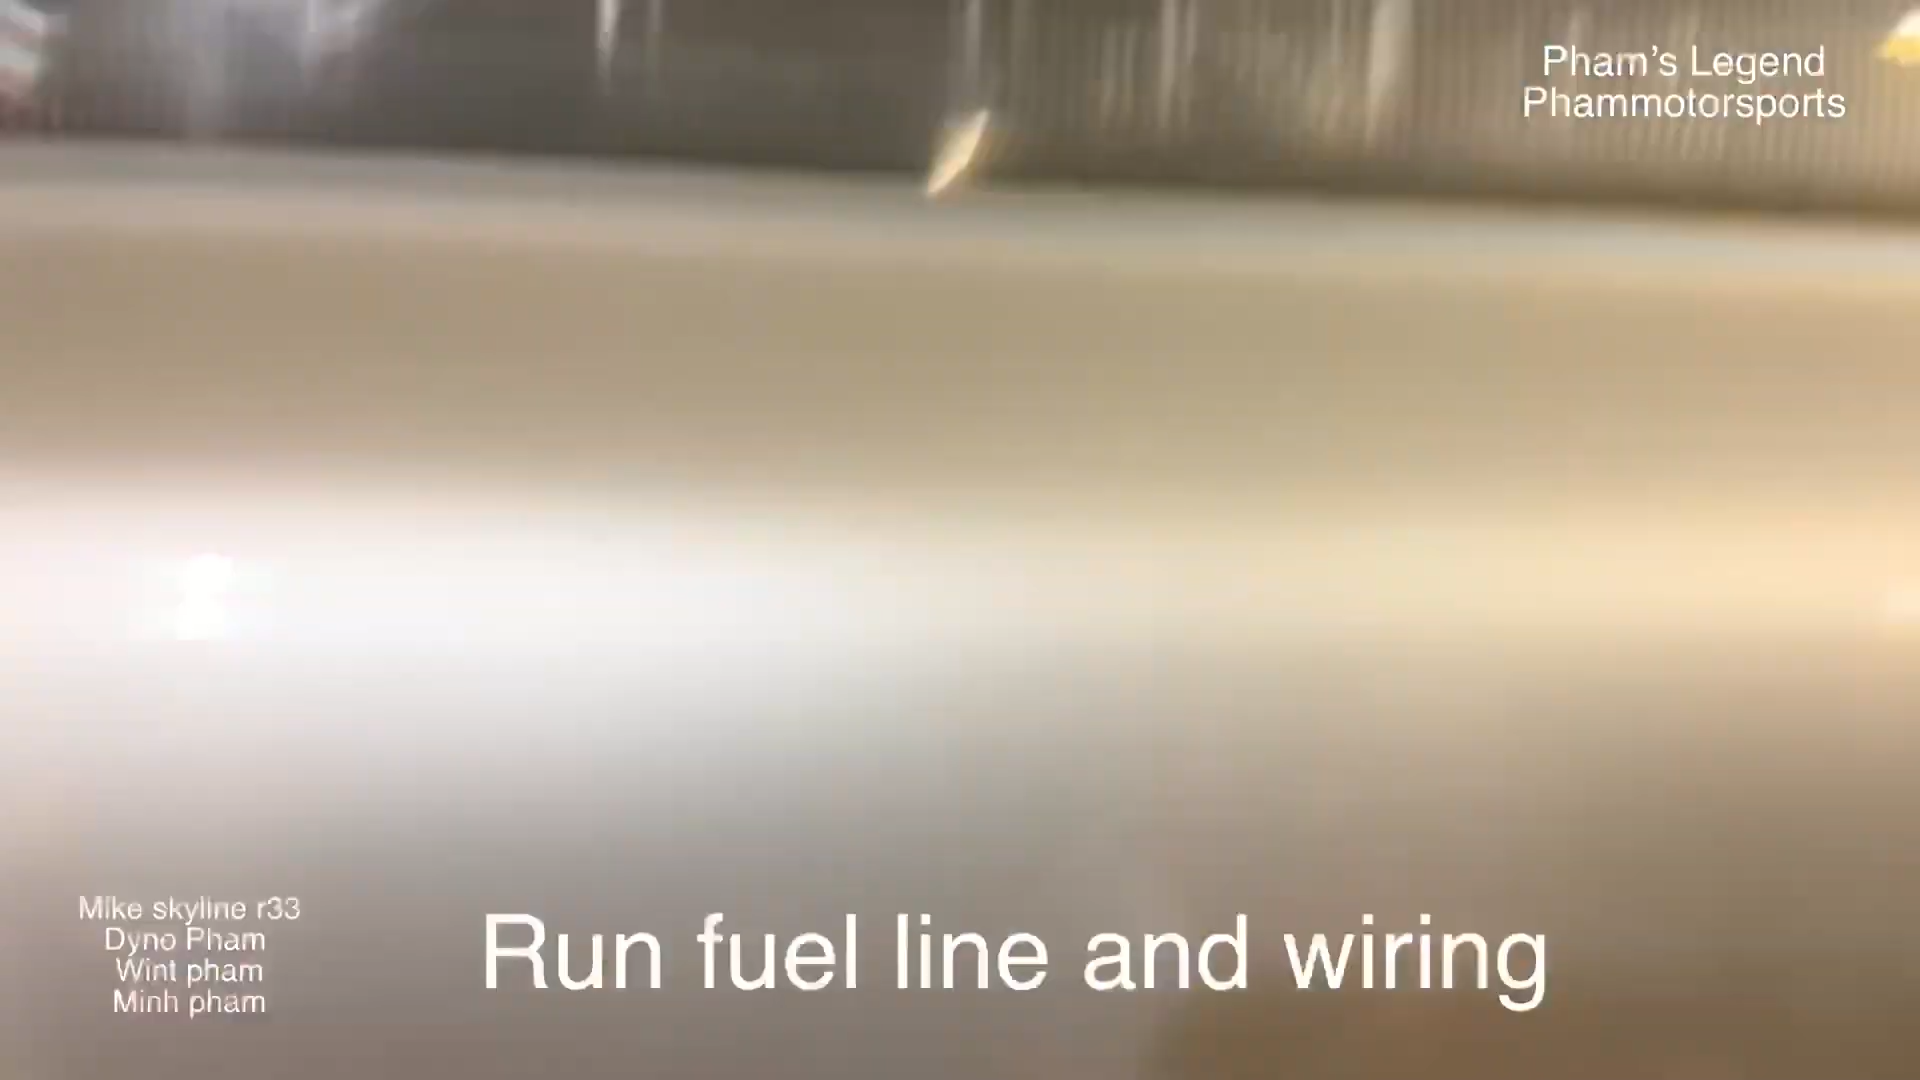 Pham’s Legend
Phammotorsports
Mike skyline r33
Dyno Pham
Wint pham
Minh pham
Run fuel line and wiring